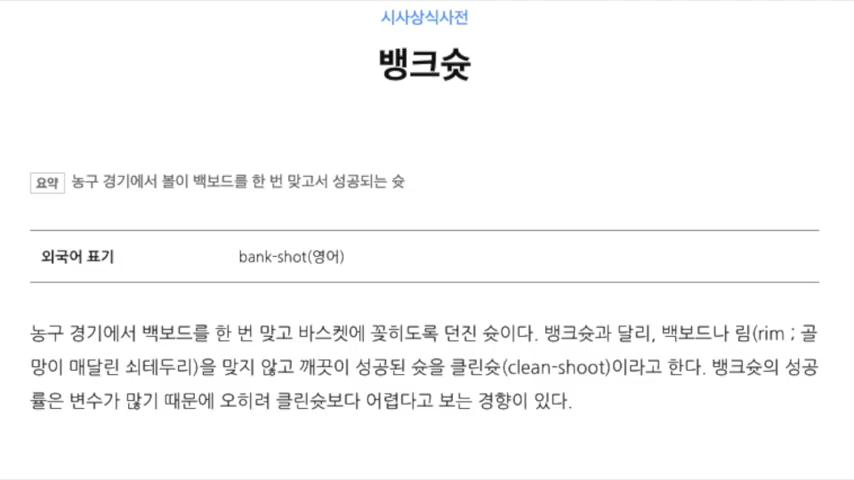 시사상식사전
뱅크슛
요약 농구 경기에서 볼이 백보드를 한 번 맞고서 성공되는 슛
외국어 표기 bank-shot(영어)
농구 경기에서 백보드를 한 번 맞고 바스켓에 꽂히도록 던진 슛이다. 뱅크슛과 달리, 백보드나 림(rim ; 골
망이 매달린 쇠테두리)을 맞지 않고 깨끗이 성공된 슛을 클린슛(clean-shoot)이라고 한다. 뱅크슛의 성공
률은 변수가 많기 때문에 오히려 클린슛보다 어렵다고 보는 경향이 있다.